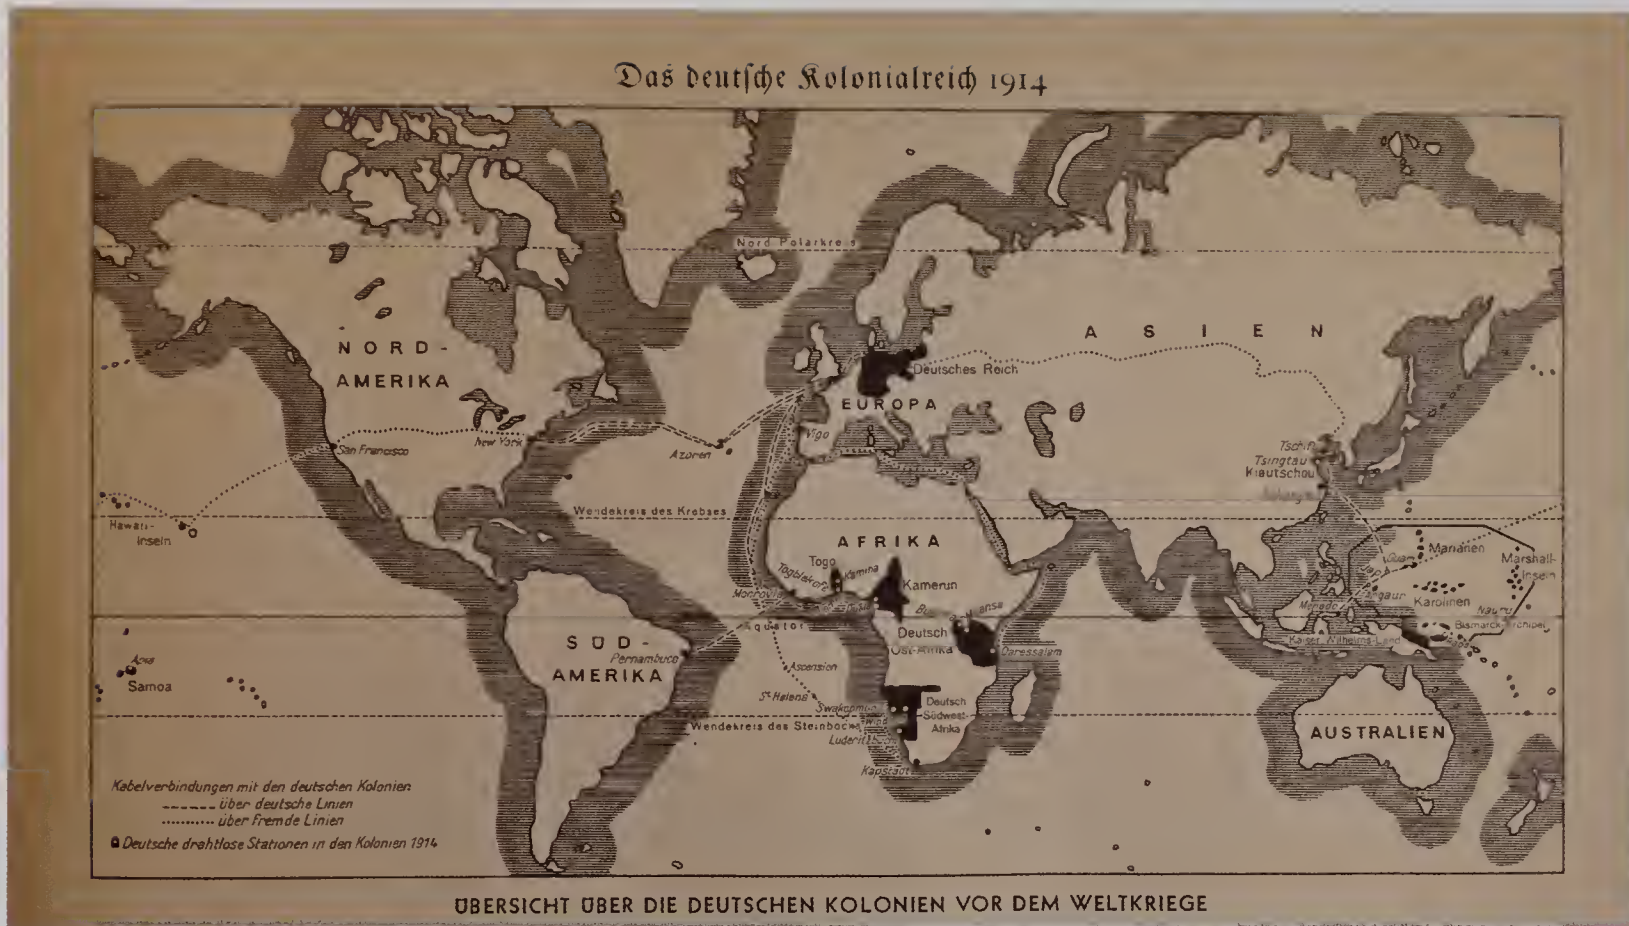 Das deutsche Kolonialreich 1914
Nord Polarkreis
ASIEN
NORD-
AMERIKA
Deutsches Reich
EUROPA
Vigo
New York
San Francisco
Azoren
Tsingtau
Kiautschou
Wendekreis des Krebses
Hawaii-
Inseln
AFRIKA
Togo
Kamina
Kamerun
Monrovia
Marianen
Guam
Marshall-
Inseln
Karolinen
Nauru
Bismarck-Archipel
Menado
Kaiser Wilhelms-Land
Äquator
Deutsch
Ost-Afrika
Daressalam
SÜD-
AMERIKA
Pernambuco
Apia
Samoa
Ascension
St Helena
Deutsch
Südwest-
Afrika
Wendekreis des Steinbocks
Kapstadt
AUSTRALIEN
Kabelverbindungen mit den deutschen Kolonien
über deutsche Linien
über Fremde Linien
Deutsche drahtlose Stationen in den Kolonien 1914
ÜBERSICHT ÜBER DIE DEUTSCHEN KOLONIEN VOR DEM WELTKRIEGE